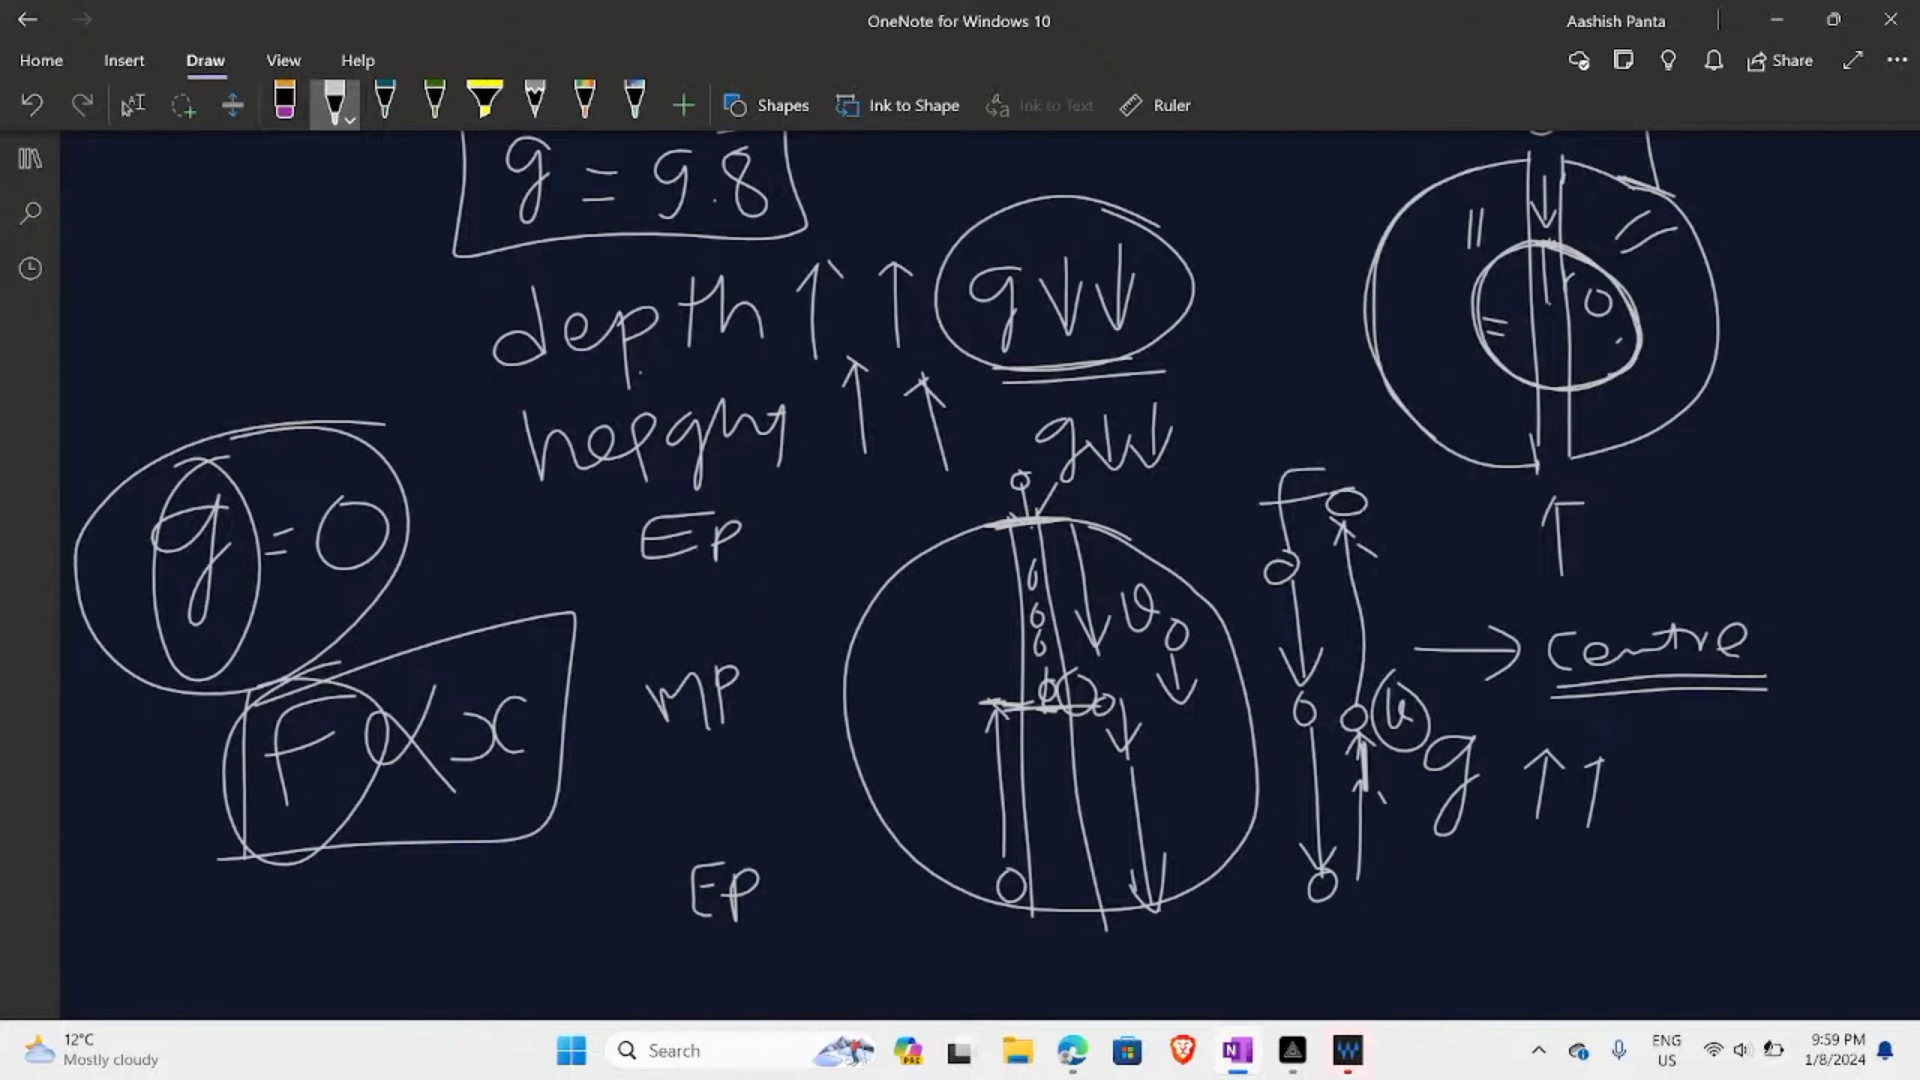 OneNote for Windows 10
Aashish Panta
Home Insert Draw View Help
Share
Shapes Ink to Shape Ink to Text Ruler
g = 9.8
depth ↑ ↑ g↓↓
height ↑ ↑ g↓↓
g = 0
EP
MP
EP
F ∝ x
→ centre
g ↑↑
12°C
Mostly cloudy
Search
PRE
ENG
US
9:59 PM
1/8/2024